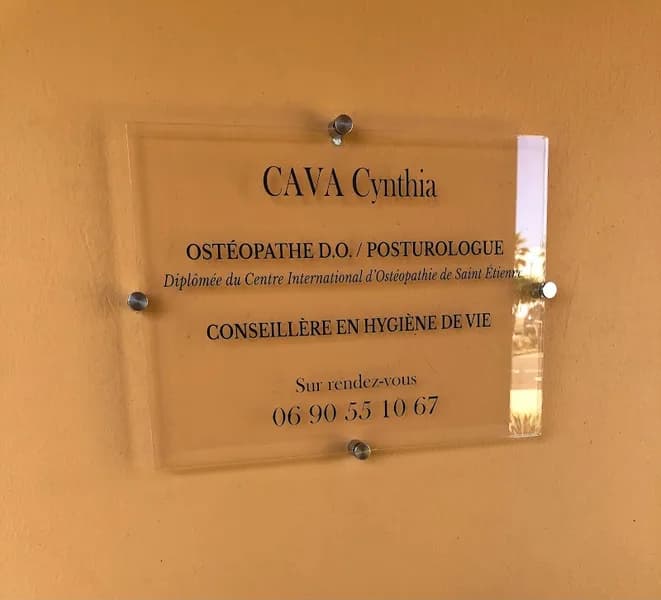 CAVA Cynthia
OSTÉOPATHE D.O. / POSTUROLOGUE
Diplômée du Centre International d'Ostéopathie de Saint Étienne
CONSEILLÈRE EN HYGIÈNE DE VIE
Sur rendez-vous
06 90 55 10 67